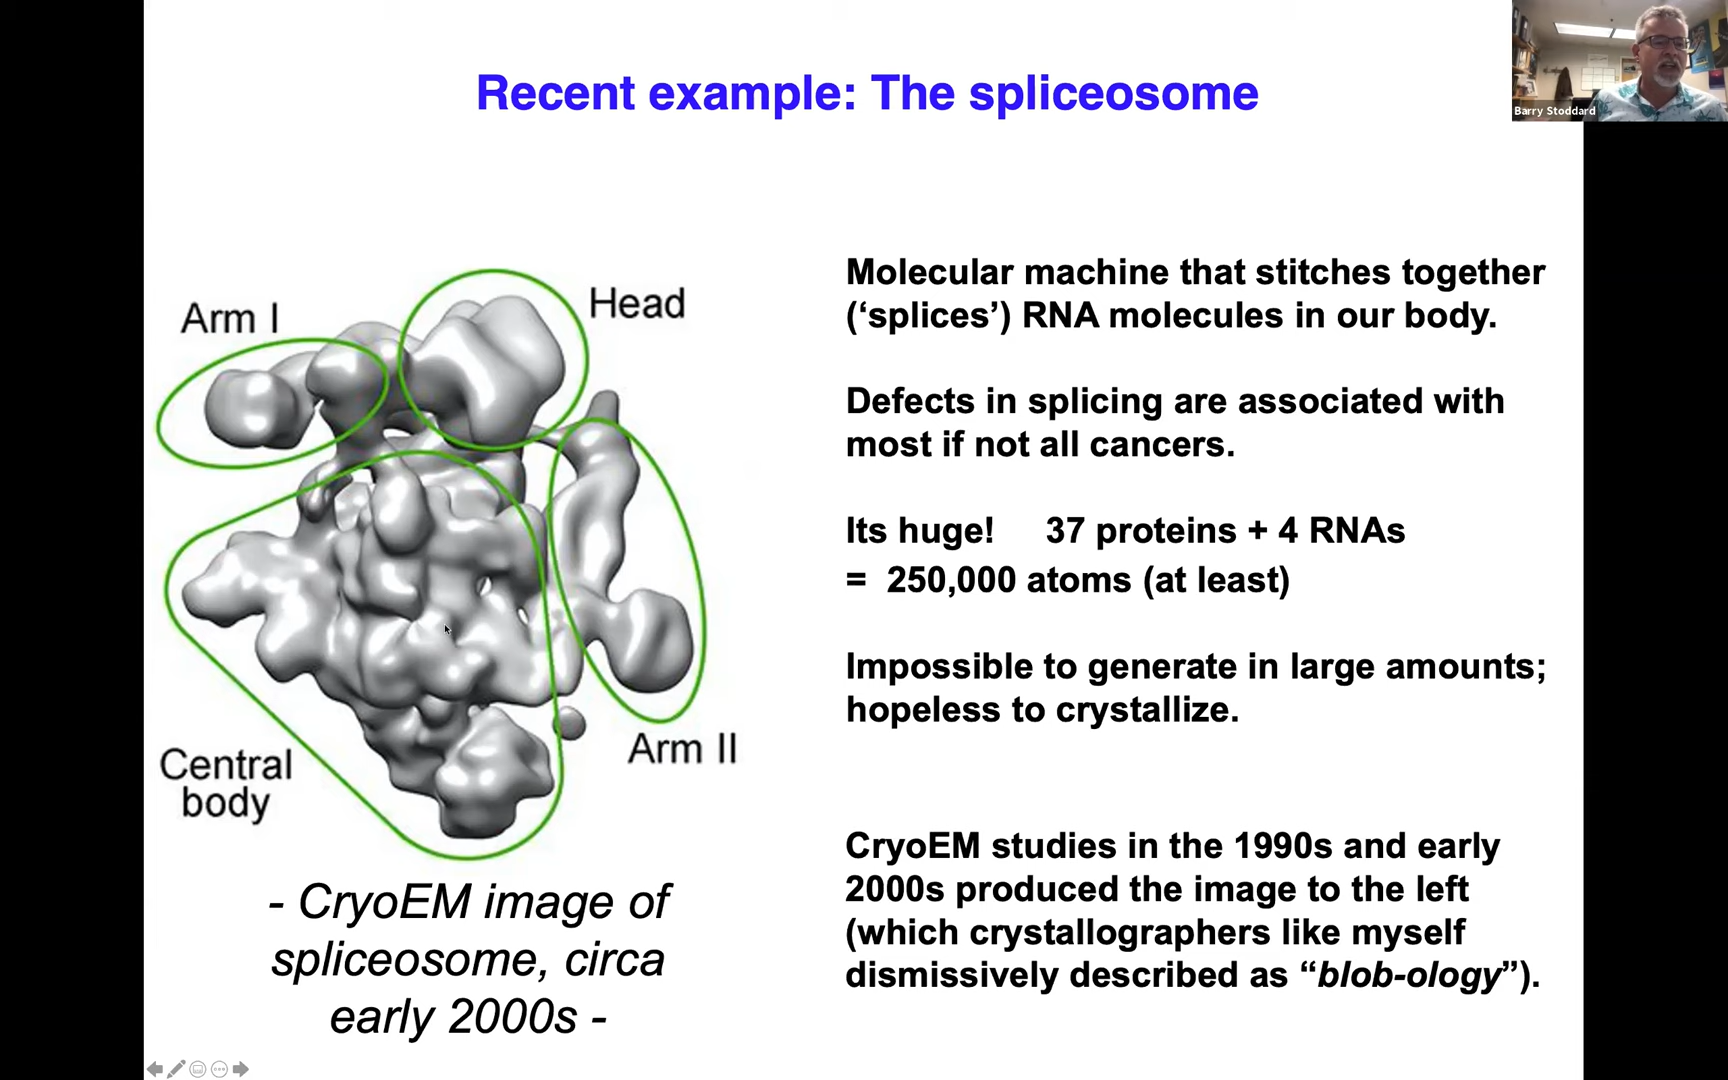 Recent example: The spliceosome
Barry Stoddard
Arm I
Head
Central
body
Arm II
- CryoEM image of
spliceosome, circa
early 2000s -
Molecular machine that stitches together
(‘splices’) RNA molecules in our body.
Defects in splicing are associated with
most if not all cancers.
Its huge! 37 proteins + 4 RNAs
= 250,000 atoms (at least)
Impossible to generate in large amounts;
hopeless to crystallize.
CryoEM studies in the 1990s and early
2000s produced the image to the left
(which crystallographers like myself
dismissively described as “blob-ology”).